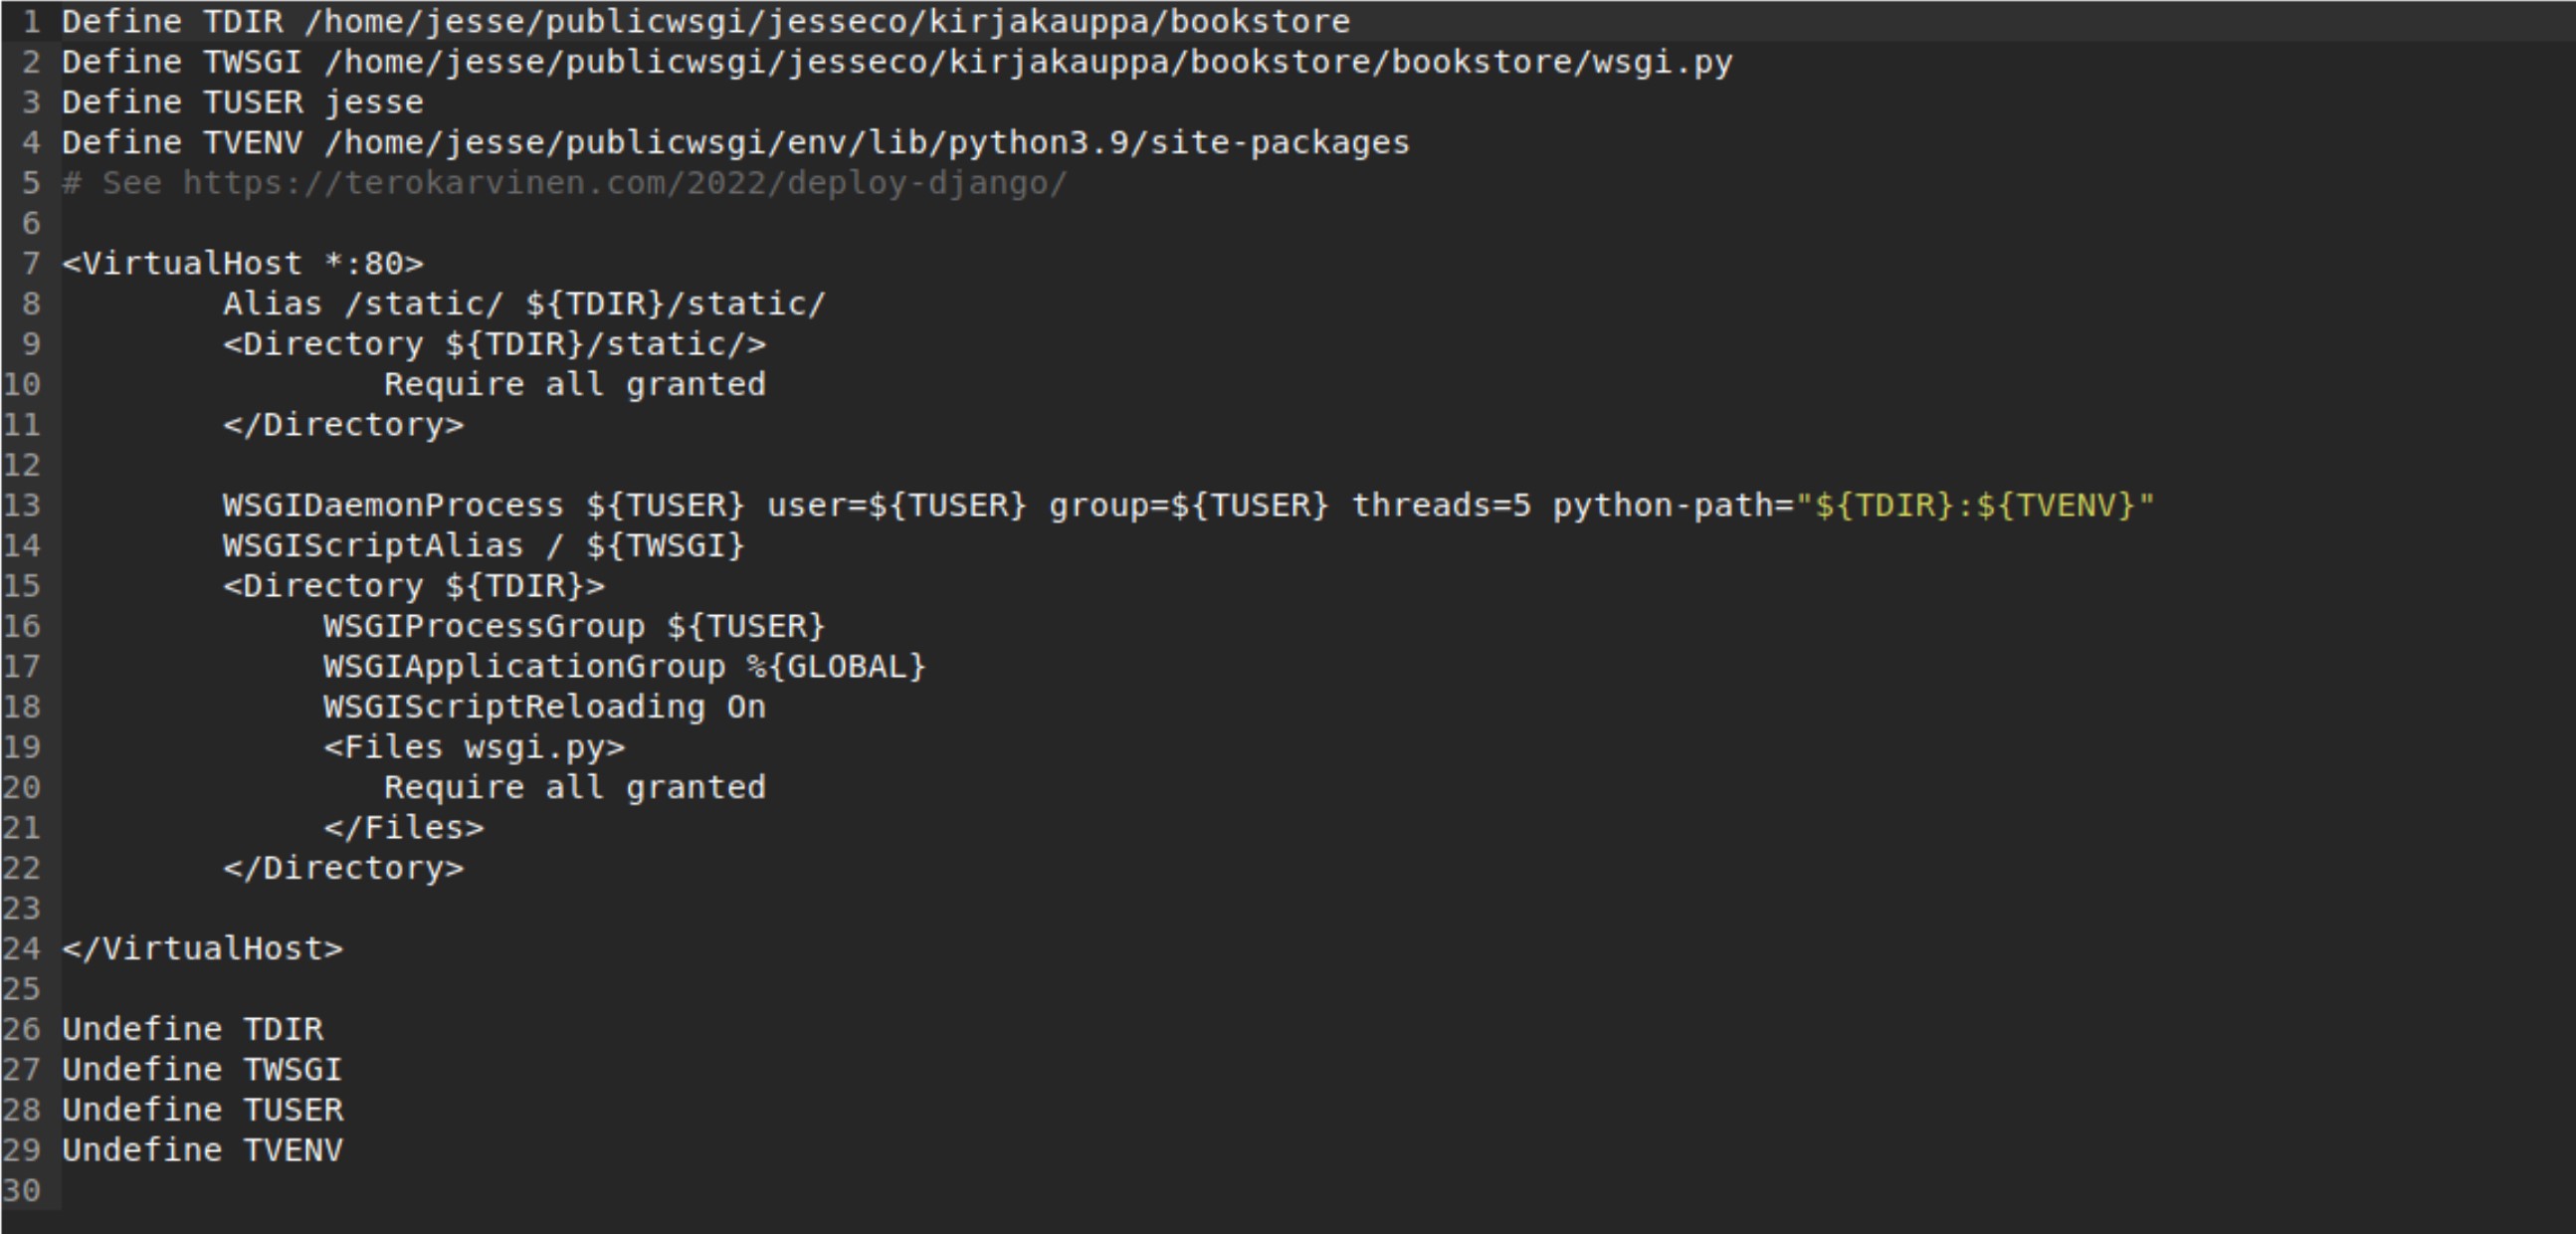 1 Define TDIR /home/jesse/publicwsgi/jesseco/kirjakauppa/bookstore
2 Define TWSGI /home/jesse/publicwsgi/jesseco/kirjakauppa/bookstore/bookstore/wsgi.py
3 Define TUSER jesse
4 Define TVENV /home/jesse/publicwsgi/env/lib/python3.9/site-packages
5 # See https://terokarvinen.com/2022/deploy-django/
6
7 <VirtualHost *:80>
8         Alias /static/ ${TDIR}/static/
9         <Directory ${TDIR}/static/>
10                 Require all granted
11         </Directory>
12
13         WSGIDaemonProcess ${TUSER} user=${TUSER} group=${TUSER} threads=5 python-path="${TDIR}:${TVENV}"
14         WSGIScriptAlias / ${TWSGI}
15         <Directory ${TDIR}>
16              WSGIProcessGroup ${TUSER}
17              WSGIApplicationGroup %{GLOBAL}
18              WSGIScriptReloading On
19              <Files wsgi.py>
20                 Require all granted
21              </Files>
22         </Directory>
23
24 </VirtualHost>
25
26 Undefine TDIR
27 Undefine TWSGI
28 Undefine TUSER
29 Undefine TVENV
30